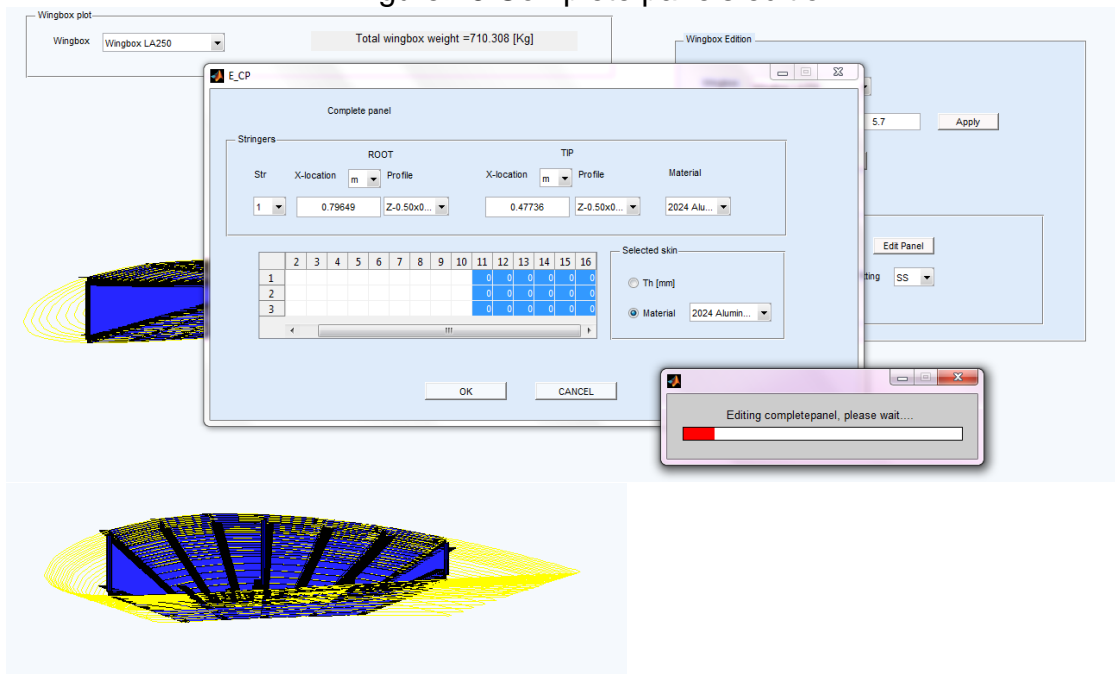 Wingbox plot
Wingbox Wingbox LA250 Total wingbox weight =710.308 [Kg]
Wingbox Edition
E_CP
5.7 Apply
Complete panel
Stringers
ROOT TIP
Str X-location m Profile X-location m Profile Material
1 0.79649 Z-0.50x0... 0.47736 Z-0.50x0... 2024 Alu...
Edit Panel
SS
Selected skin
2 3 4 5 6 7 8 9 10 11 12 13 14 15 16
1 0 0 0 0 0 0
2 0 0 0 0 0 0
3 0 0 0 0 0 0
Th [mm]
Material 2024 Alumin...
OK CANCEL
Editing completepanel, please wait....